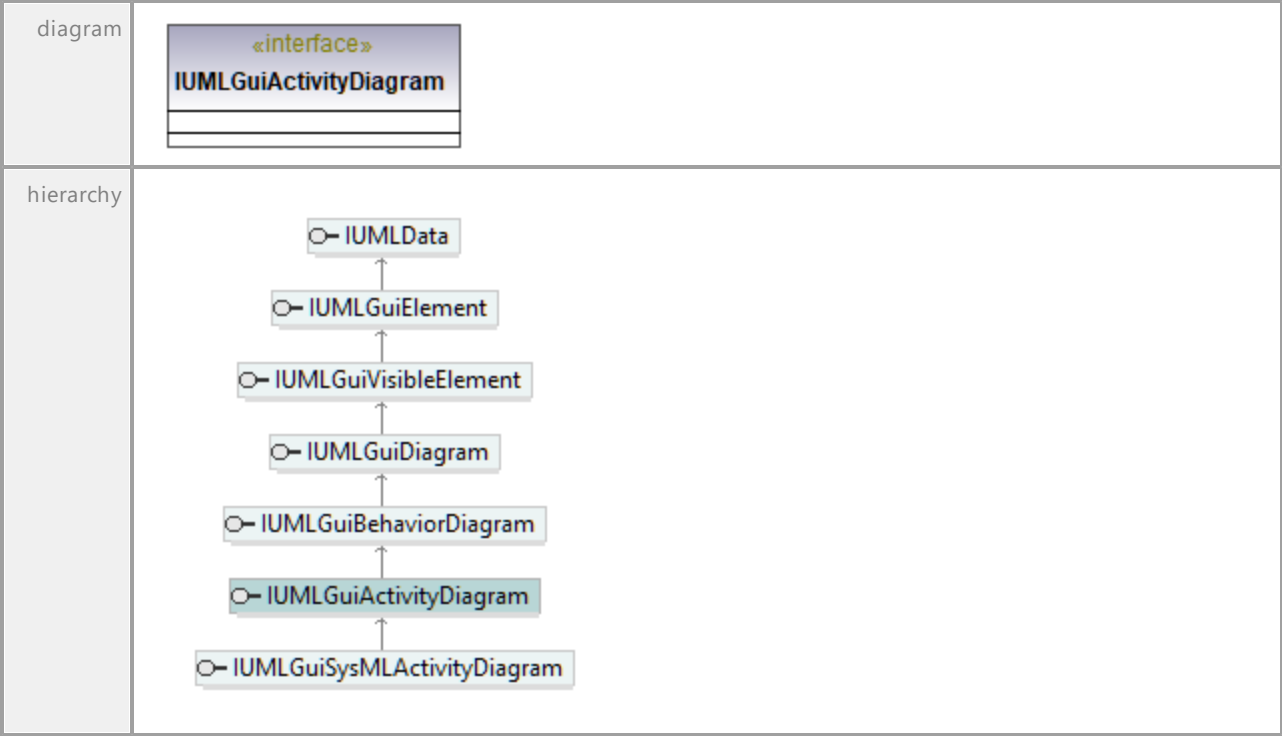 diagram
«interface»
IUMLGuiActivityDiagram
hierarchy
IUMLData
IUMLGuiElement
IUMLGuiVisibleElement
IUMLGuiDiagram
IUMLGuiBehaviorDiagram
IUMLGuiActivityDiagram
IUMLGuiSysMLActivityDiagram